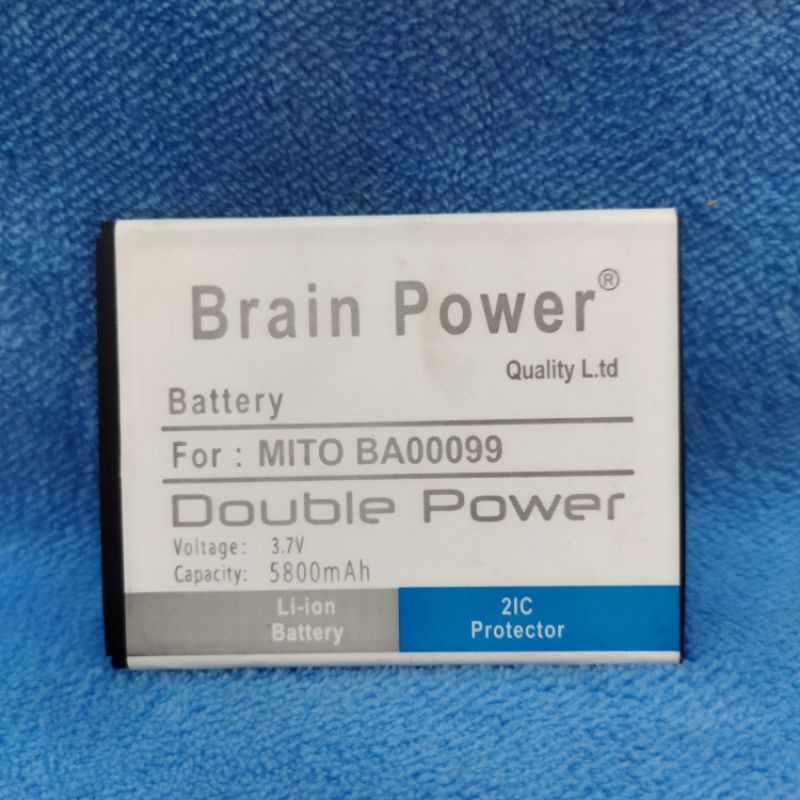 Brain Power®
Quality L.td
Battery
For : MITO BA00099
Double Power
Voltage: 3.7V
Capacity: 5800mAh
Li-ion
Battery
2IC
Protector